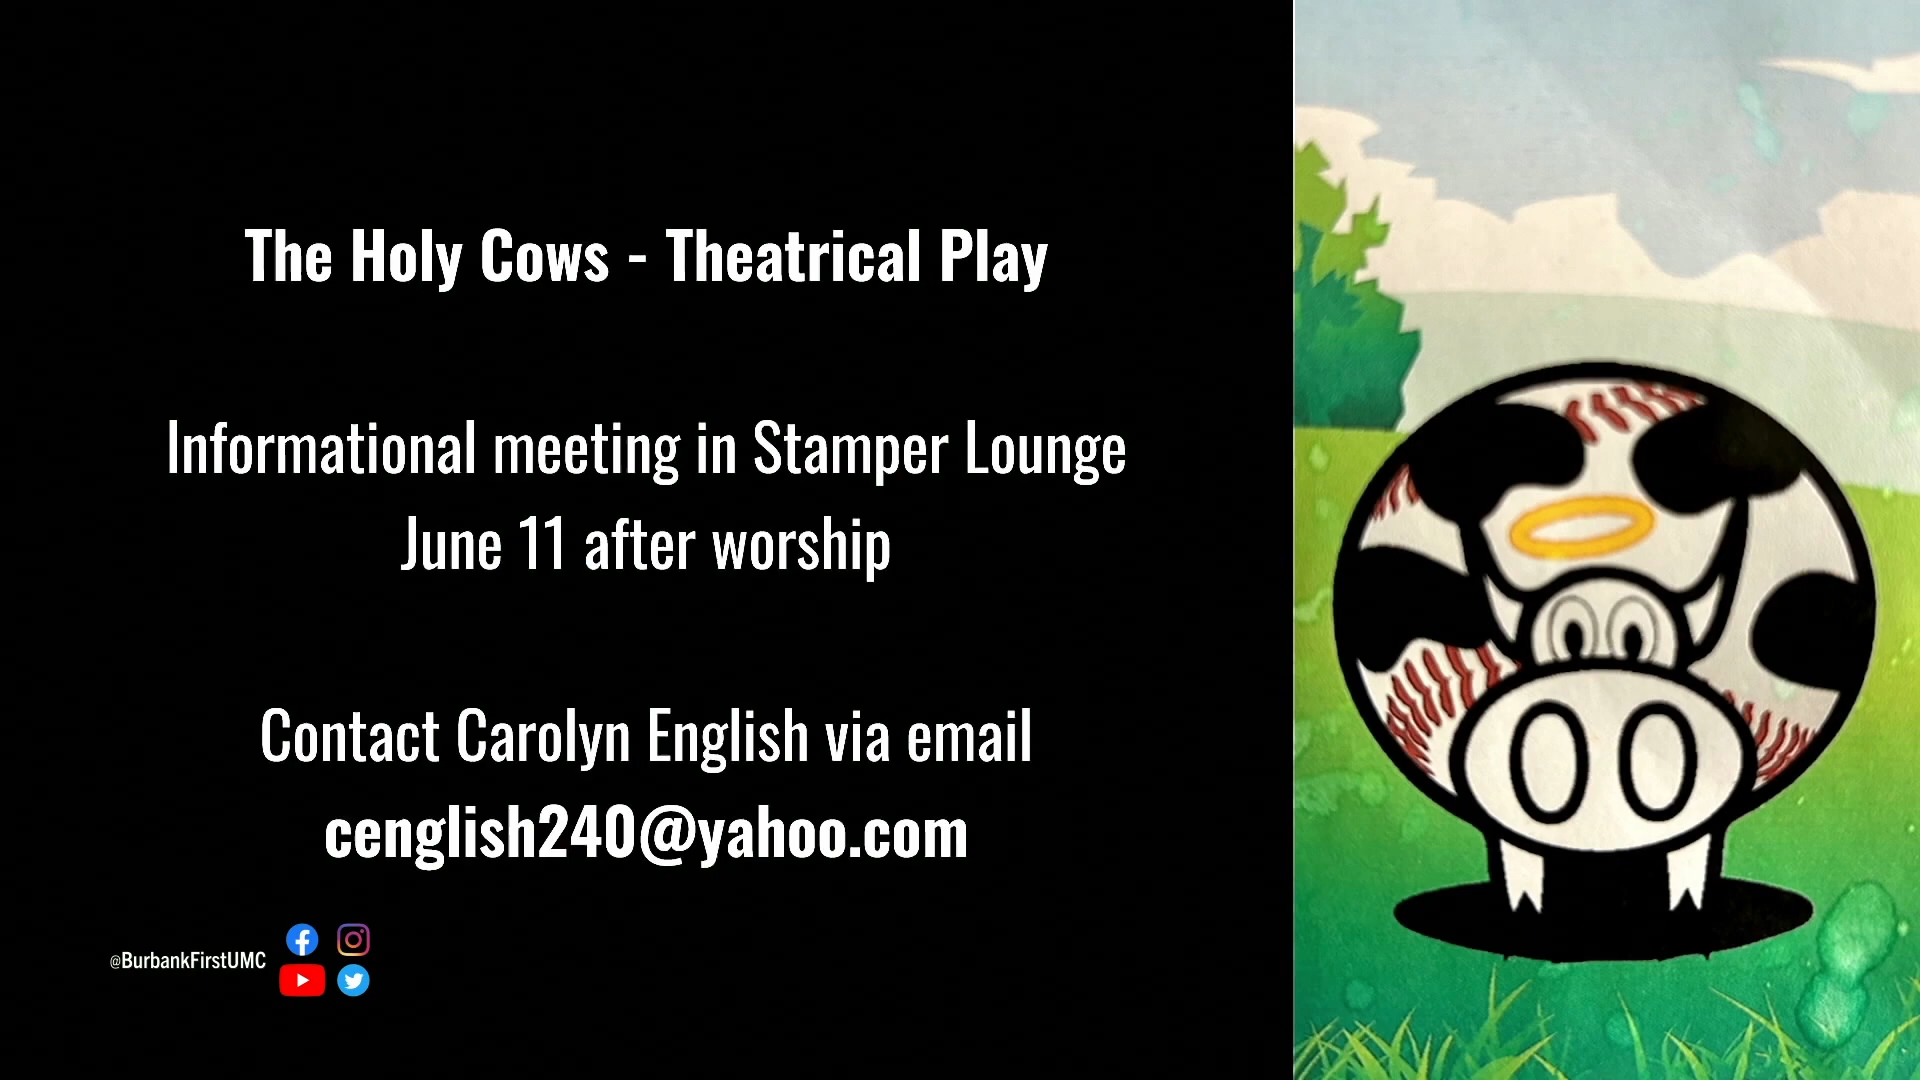 The Holy Cows - Theatrical Play
Informational meeting in Stamper Lounge
June 11 after worship
Contact Carolyn English via email
cenglish240@yahoo.com
@BurbankFirstUMC